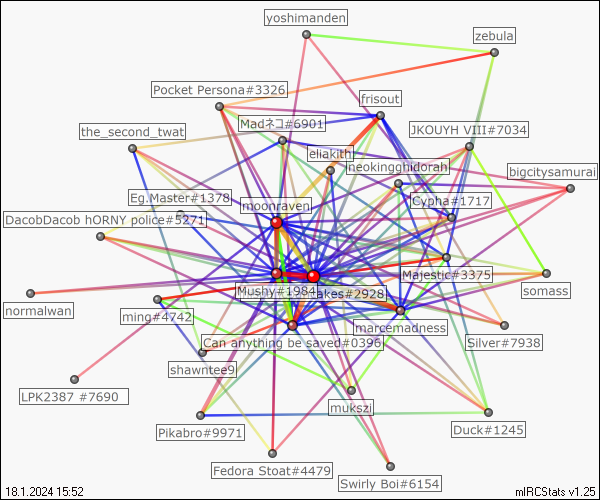 yoshimanden
zebula
Pocket Persona#3326
frisout
Madネコ#6901
JKOUYH VIII#7034
the_second_twat
eliakith
neokingghidorah
bigcitysamurai
Eg.Master#1378
moonraven
Cypha#1717
DacobDacob hORNY police#5271
Majestic#3375
somass
normalwan
Mushy#1984
akes#2928
ming#4742
marcemadness
Can anything be saved#0396
Silver#7938
shawntee9
LPK2387 #7690
mukszi
Pikabro#9971
Duck#1245
Fedora Stoat#4479
Swirly Boi#6154
18.1.2024 15:52
mIRCStats v1.25